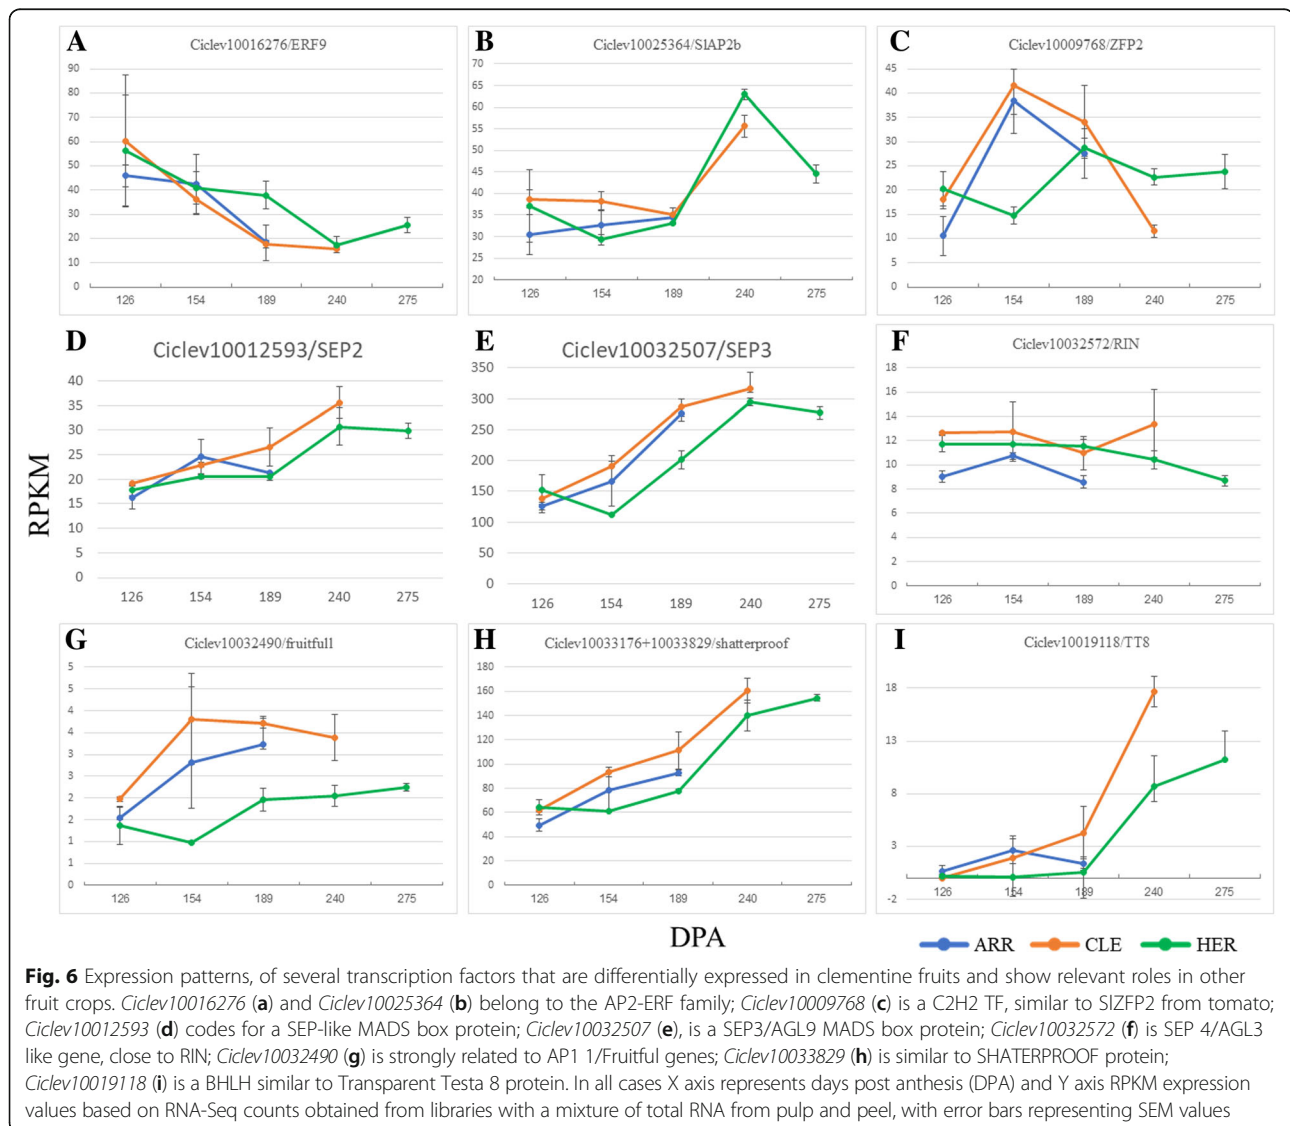 A
Ciclev10016276/ERF9
90
80
70
60
50
40
30
20
10
0
126 154 189 240 275
B
Ciclev10025364/SlAP2b
70
65
60
55
50
45
40
35
30
25
20
126 154 189 240 275
C
Ciclev10009768/ZFP2
45
40
35
30
25
20
15
10
5
0
126 154 189 240 275
RPKM
D
Ciclev10012593/SEP2
40
35
30
25
20
15
10
5
0
126 154 189 240 275
E
Ciclev10032507/SEP3
350
300
250
200
150
100
50
0
126 154 189 240 275
F
Ciclev10032572/RIN
18
16
14
12
10
8
6
4
2
0
126 154 189 240 275
G
Ciclev10032490/fruitfull
5
5
4
4
3
3
2
2
1
1
0
126 154 189 240 275
H
Ciclev10033176+10033829/shatterproof
180
160
140
120
100
80
60
40
20
0
126 154 189 240 275
I
Ciclev10019118/TT8
18
13
8
3
-2
126 154 189 240 275
DPA
ARR CLE HER
Fig. 6 Expression patterns, of several transcription factors that are differentially expressed in clementine fruits and show relevant roles in other
fruit crops. Ciclev10016276 (a) and Ciclev10025364 (b) belong to the AP2-ERF family; Ciclev10009768 (c) is a C2H2 TF, similar to SlZFP2 from tomato;
Ciclev10012593 (d) codes for a SEP-like MADS box protein; Ciclev10032507 (e), is a SEP3/AGL9 MADS box protein; Ciclev10032572 (f) is SEP 4/AGL3
like gene, close to RIN; Ciclev10032490 (g) is strongly related to AP1 1/Fruitful genes; Ciclev10033829 (h) is similar to SHATERPROOF protein;
Ciclev10019118 (i) is a BHLH similar to Transparent Testa 8 protein. In all cases X axis represents days post anthesis (DPA) and Y axis RPKM expression
values based on RNA-Seq counts obtained from libraries with a mixture of total RNA from pulp and peel, with error bars representing SEM values